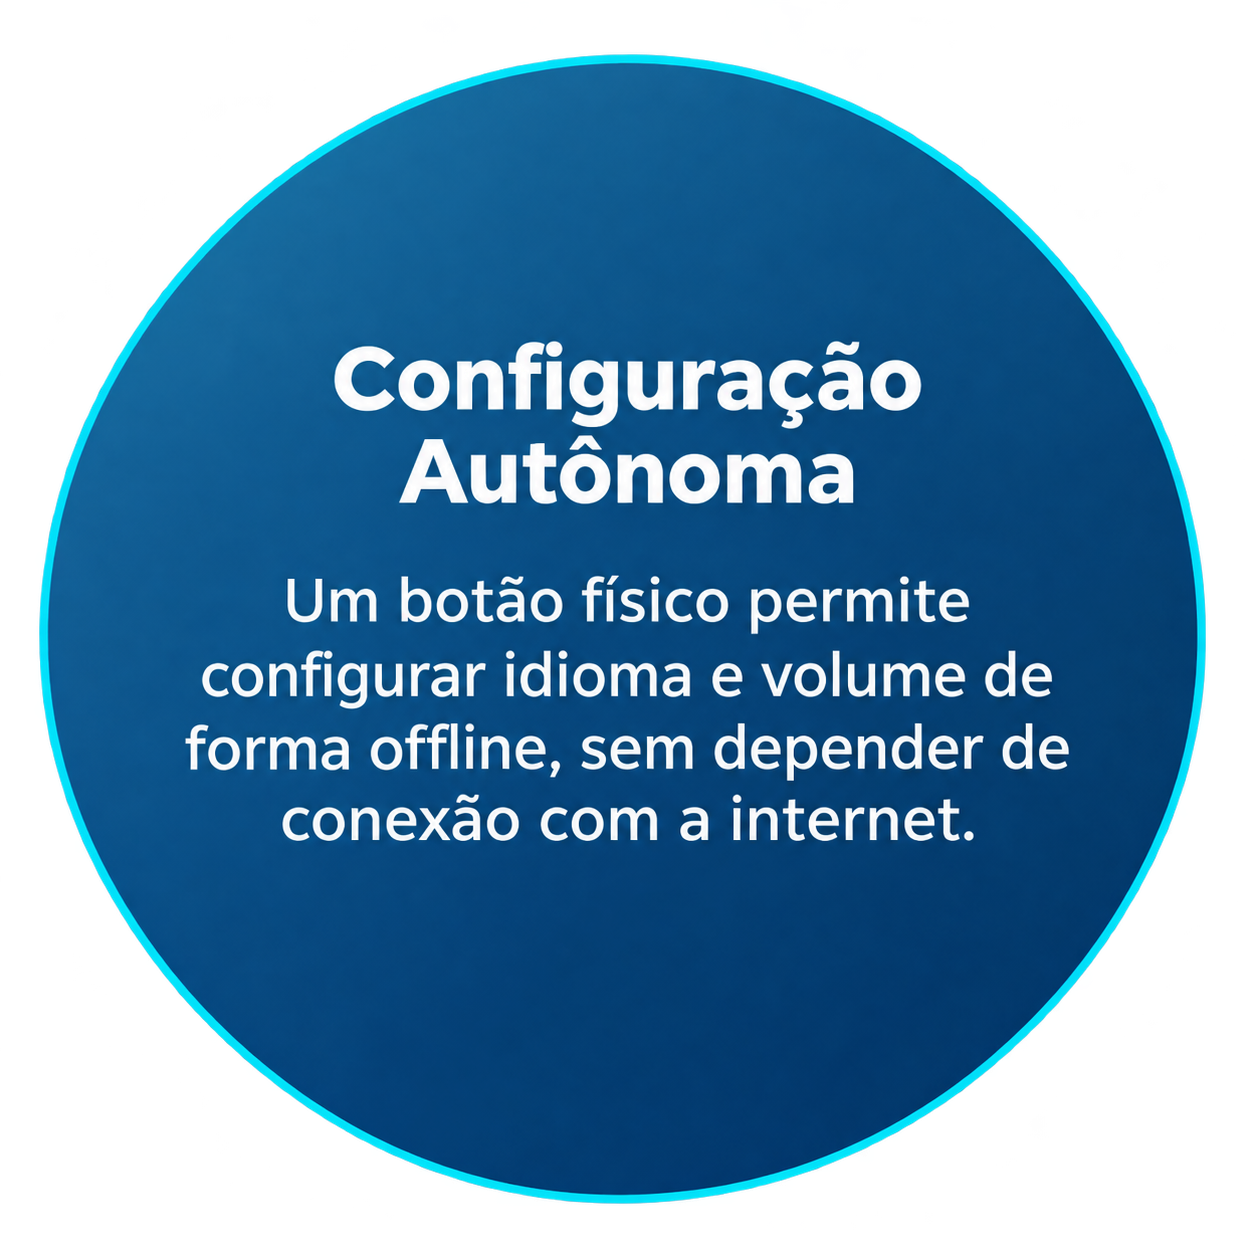 Configuração
Autônoma
Um botão físico permite
configurar idioma e volume de
forma offline, sem depender de
conexão com a internet.